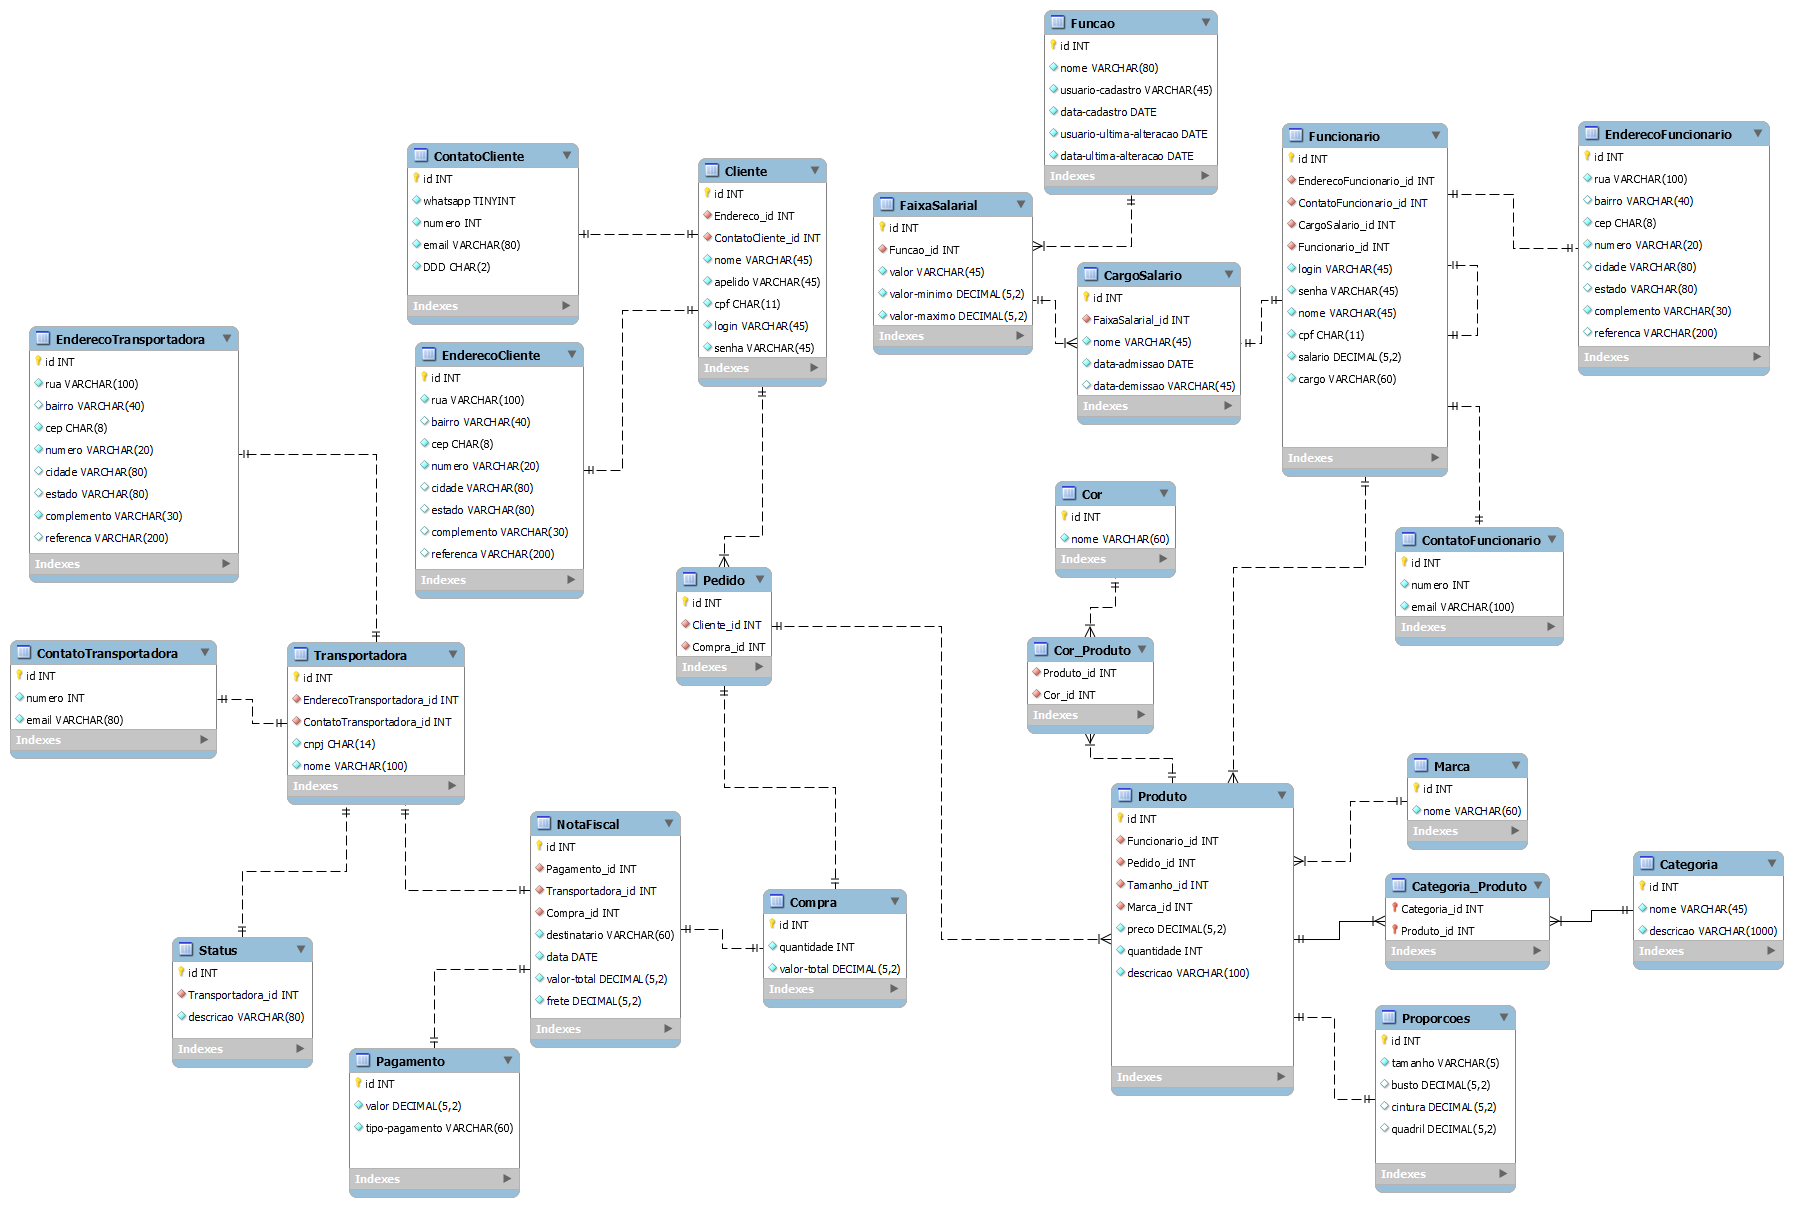 Funcao
id INT
nome VARCHAR(80)
usuario-cadastro VARCHAR(45)
data-cadastro DATE
usuario-ultima-alteracao DATE
data-ultima-alteracao DATE
Indexes
Funcionario
id INT
EnderecoFuncionario_id INT
ContatoFuncionario_id INT
CargoSalario_id INT
Funcionario_id INT
login VARCHAR(45)
senha VARCHAR(45)
nome VARCHAR(45)
cpf CHAR(11)
salario DECIMAL(5,2)
cargo VARCHAR(60)
Indexes
EnderecoFuncionario
id INT
rua VARCHAR(100)
bairro VARCHAR(40)
cep CHAR(8)
numero VARCHAR(20)
cidade VARCHAR(80)
estado VARCHAR(80)
complemento VARCHAR(30)
referenca VARCHAR(200)
Indexes
ContatoCliente
id INT
whatsapp TINYINT
numero INT
email VARCHAR(80)
DDD CHAR(2)
Indexes
Cliente
id INT
Endereco_id INT
ContatoCliente_id INT
nome VARCHAR(45)
apelido VARCHAR(45)
cpf CHAR(11)
login VARCHAR(45)
senha VARCHAR(45)
Indexes
FaixaSalarial
id INT
Funcao_id INT
valor VARCHAR(45)
valor-minimo DECIMAL(5,2)
valor-maximo DECIMAL(5,2)
Indexes
CargoSalario
id INT
FaixaSalarial_id INT
nome VARCHAR(45)
data-admissao DATE
data-demissao VARCHAR(45)
Indexes
EnderecoTransportadora
id INT
rua VARCHAR(100)
bairro VARCHAR(40)
cep CHAR(8)
numero VARCHAR(20)
cidade VARCHAR(80)
estado VARCHAR(80)
complemento VARCHAR(30)
referenca VARCHAR(200)
Indexes
EnderecoCliente
id INT
rua VARCHAR(100)
bairro VARCHAR(40)
cep CHAR(8)
numero VARCHAR(20)
cidade VARCHAR(80)
estado VARCHAR(80)
complemento VARCHAR(30)
referenca VARCHAR(200)
Indexes
Cor
id INT
nome VARCHAR(60)
Indexes
ContatoFuncionario
id INT
numero INT
email VARCHAR(100)
Indexes
Pedido
id INT
Cliente_id INT
Compra_id INT
Indexes
Cor_Produto
Produto_id INT
Cor_id INT
Indexes
ContatoTransportadora
id INT
numero INT
email VARCHAR(80)
Indexes
Transportadora
id INT
EnderecoTransportadora_id INT
ContatoTransportadora_id INT
cnpj CHAR(14)
nome VARCHAR(100)
Indexes
NotaFiscal
id INT
Pagamento_id INT
Transportadora_id INT
Compra_id INT
destinatario VARCHAR(60)
data DATE
valor-total DECIMAL(5,2)
frete DECIMAL(5,2)
Indexes
Compra
id INT
quantidade INT
valor-total DECIMAL(5,2)
Indexes
Produto
id INT
Funcionario_id INT
Pedido_id INT
Tamanho_id INT
Marca_id INT
preco DECIMAL(5,2)
quantidade INT
descricao VARCHAR(100)
Indexes
Marca
id INT
nome VARCHAR(60)
Indexes
Categoria_Produto
Categoria_id INT
Produto_id INT
Indexes
Categoria
id INT
nome VARCHAR(45)
descricao VARCHAR(1000)
Indexes
Status
id INT
Transportadora_id INT
descricao VARCHAR(80)
Indexes
Pagamento
id INT
valor DECIMAL(5,2)
tipo-pagamento VARCHAR(60)
Indexes
Proporcoes
id INT
tamanho VARCHAR(5)
busto DECIMAL(5,2)
cintura DECIMAL(5,2)
quadril DECIMAL(5,2)
Indexes